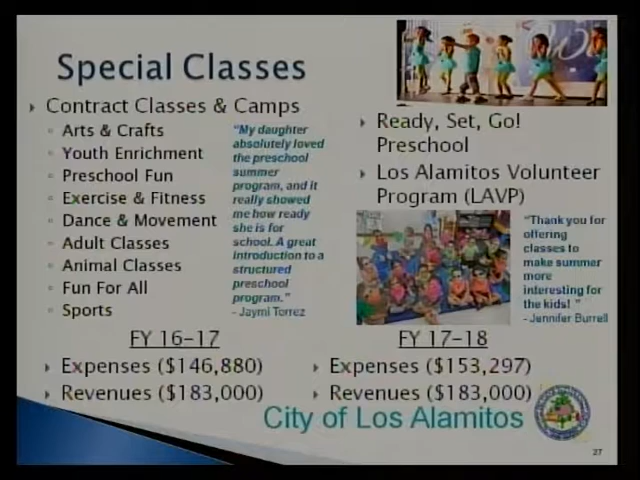 Special Classes
Contract Classes & Camps
Arts & Crafts
Youth Enrichment
Preschool Fun
Exercise & Fitness
Dance & Movement
Adult Classes
Animal Classes
Fun For All
Sports
"My daughter
absolutely loved
the preschool
summer
program, and it
really showed
me how ready
she is for
school. A great
introduction to a
structured
preschool
program."
- Jaymi Torrez
Ready, Set, Go!
Preschool
Los Alamitos Volunteer
Program (LAVP)
"Thank you for
offering
classes to
make summer
more
interesting for
the kids! "
- Jennifer Burrell
FY 16-17
Expenses ($146,880)
Revenues ($183,000)
FY 17-18
Expenses ($153,297)
Revenues ($183,000)
City of Los Alamitos
27